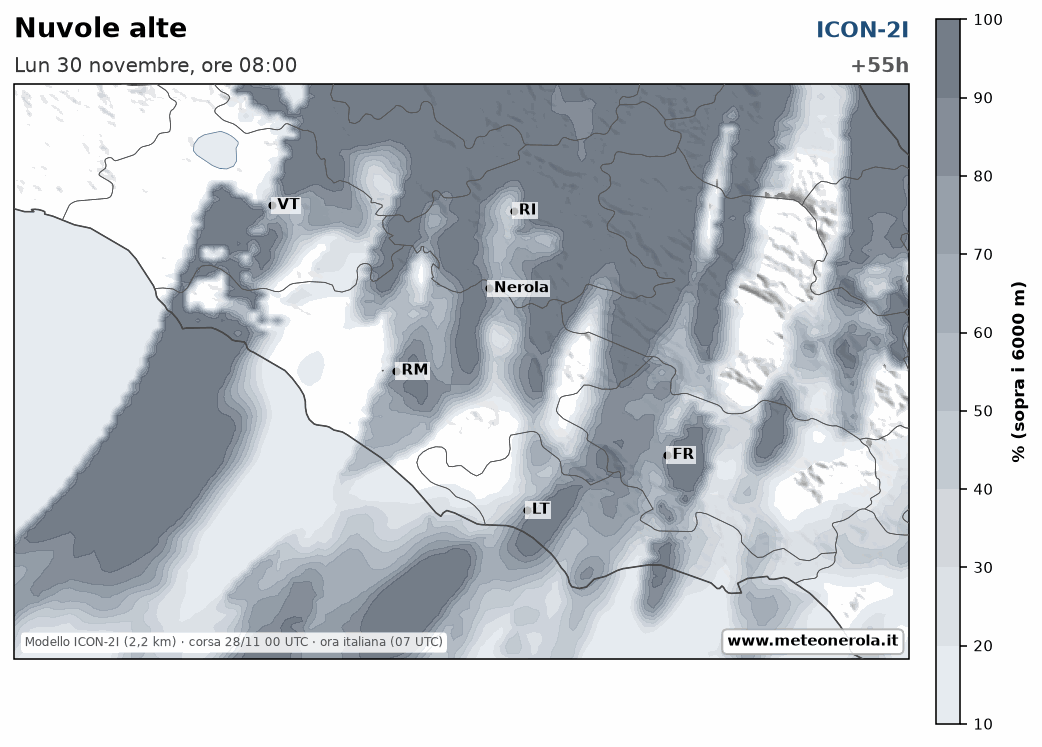 Nuvole alte
ICON-2I
Lun 30 novembre, ore 08:00
+55h
VT
RI
Nerola
RM
FR
LT
Modello ICON-2I (2,2 km) · corsa 28/11 00 UTC · ora italiana (07 UTC)
www.meteonerola.it
100
90
80
70
60
50
40
30
20
10
% (sopra i 6000 m)